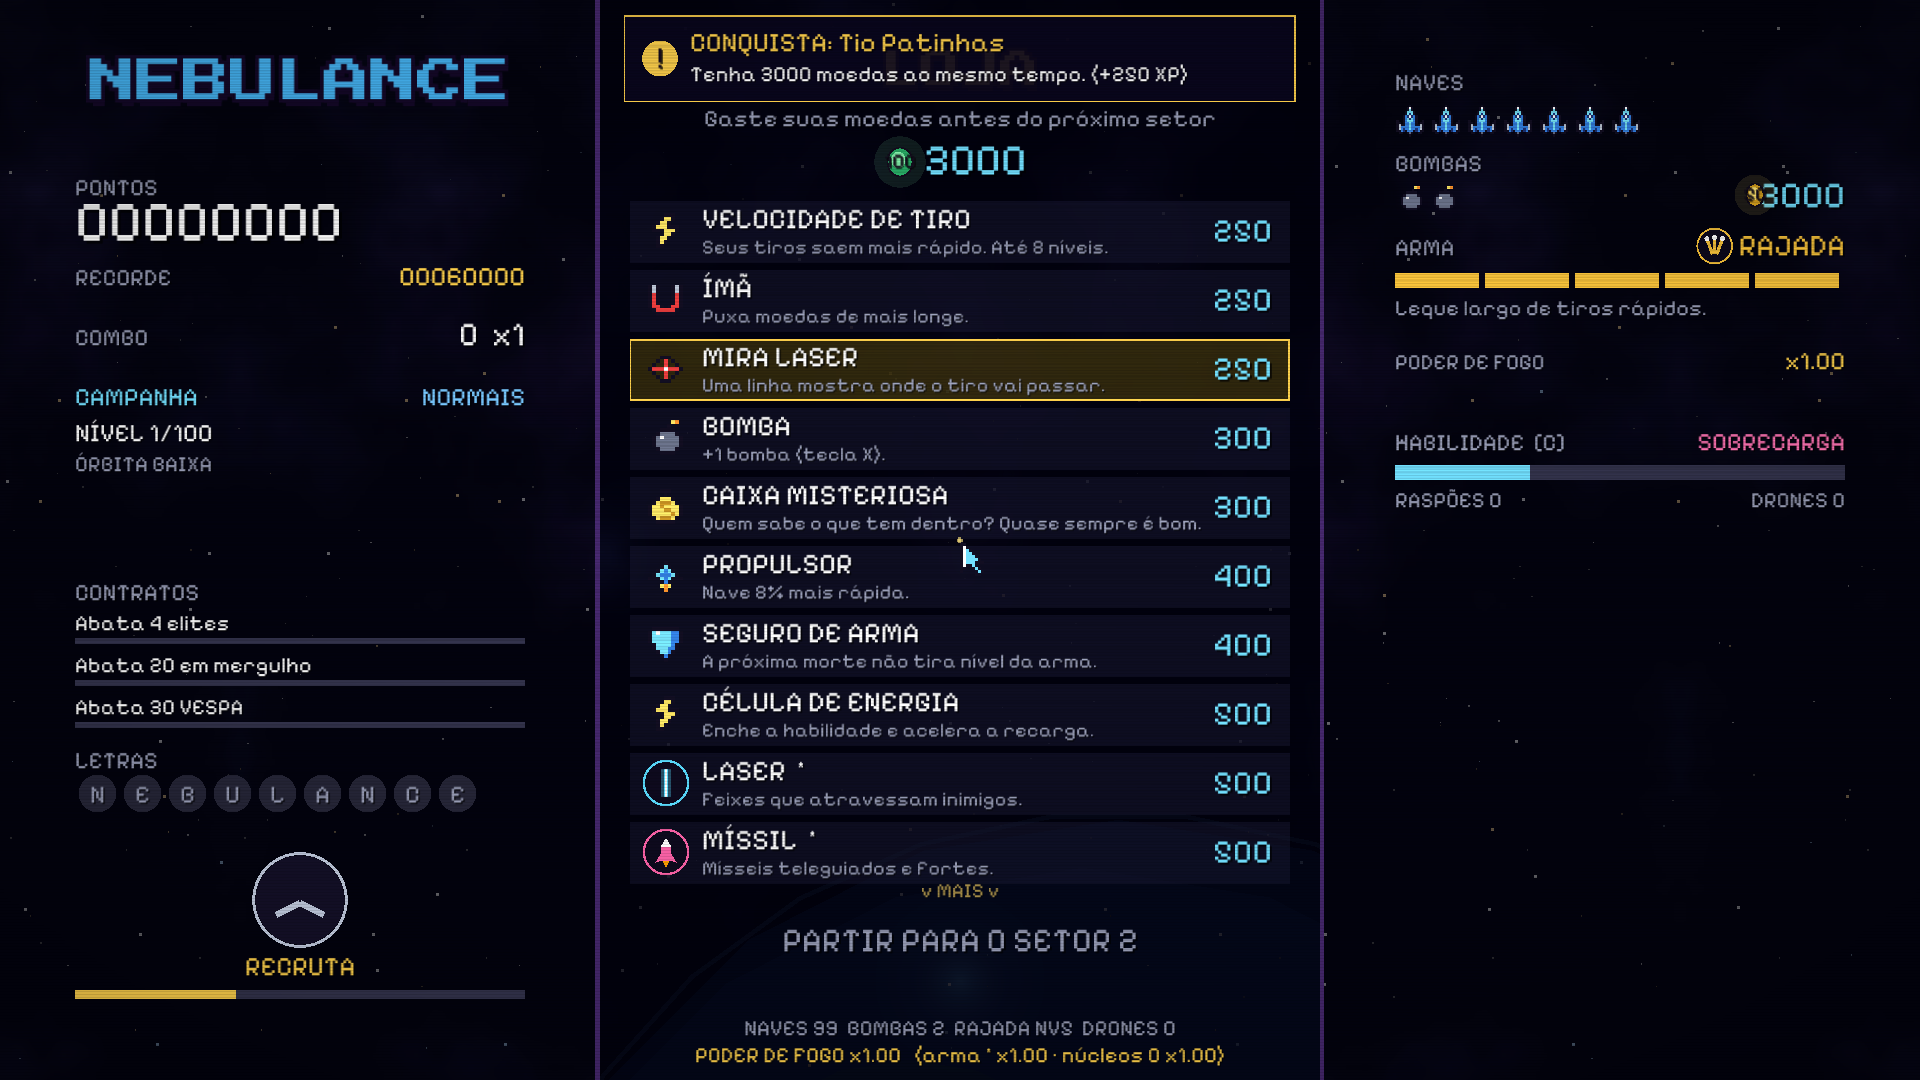 NEBULANCE
PONTOS
00000000
RECORDE 00060000
COMBO 0 x1
CAMPANHA NORMAIS
NÍVEL 1/100
ÓRBITA BAIXA
CONTRATOS
Abata 4 elites
Abata 20 em mergulho
Abata 30 VESPA
LETRAS
N E B U L A N C E
RECRUTA
CONQUISTA: Tio Patinhas
Tenha 3000 moedas ao mesmo tempo. (+250 XP)
Gaste suas moedas antes do próximo setor
3000
VELOCIDADE DE TIRO 250
Seus tiros saem mais rápido. Até 8 níveis.
ÍMÃ 250
Puxa moedas de mais longe.
MIRA LASER 250
Uma linha mostra onde o tiro vai passar.
BOMBA 300
+1 bomba (tecla X).
CAIXA MISTERIOSA 300
Quem sabe o que tem dentro? Quase sempre é bom.
PROPULSOR 400
Nave 8% mais rápida.
SEGURO DE ARMA 400
A próxima morte não tira nível da arma.
CÉLULA DE ENERGIA 500
Enche a habilidade e acelera a recarga.
LASER * 500
Feixes que atravessam inimigos.
MÍSSIL * 500
Mísseis teleguiados e fortes.
v MAIS v
PARTIR PARA O SETOR 2
NAVES 99 BOMBAS 2 RAJADA NV5 DRONES 0
PODER DE FOGO x1.00 (arma * x1.00 · núcleos 0 x1.00)
NAVES
BOMBAS
3000
ARMA RAJADA
Leque largo de tiros rápidos.
PODER DE FOGO x1.00
HABILIDADE (C) SOBRECARGA
RASPÕES 0 DRONES 0